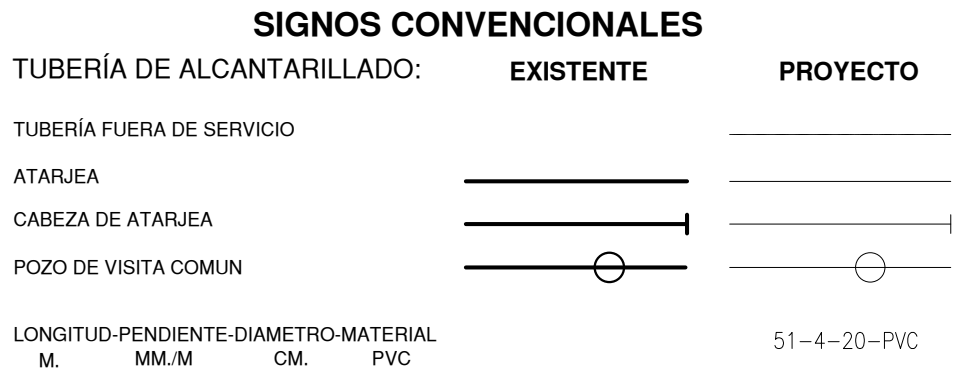 SIGNOS CONVENCIONALES
TUBERÍA DE ALCANTARILLADO: EXISTENTE PROYECTO
TUBERÍA FUERA DE SERVICIO
ATARJEA
CABEZA DE ATARJEA
POZO DE VISITA COMUN
LONGITUD-PENDIENTE-DIAMETRO-MATERIAL 51-4-20-PVC
M. MM./M CM. PVC